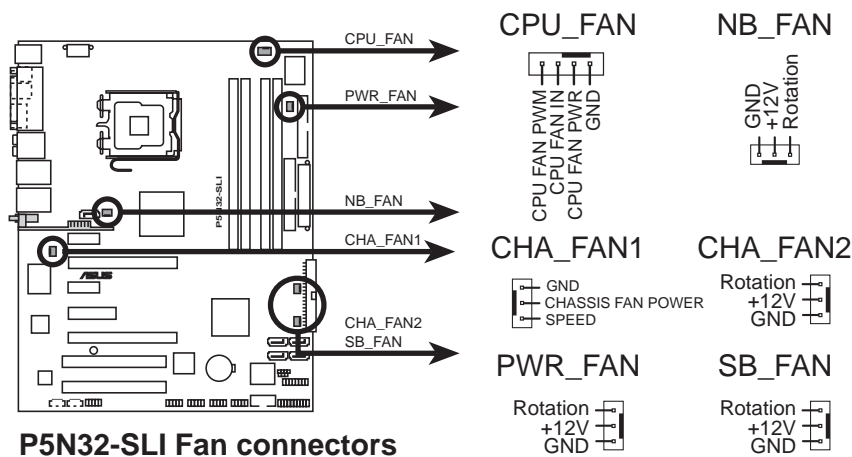 CPU_FAN
PWR_FAN
NB_FAN
CHA_FAN1
CHA_FAN2
SB_FAN
P5N32-SLI
ASUS
CPU_FAN
CPU FAN PWM
CPU FAN IN
CPU FAN PWR
GND
NB_FAN
GND
+12V
Rotation
CHA_FAN1
GND
CHASSIS FAN POWER
SPEED
CHA_FAN2
Rotation
+12V
GND
PWR_FAN
Rotation
+12V
GND
SB_FAN
Rotation
+12V
GND
P5N32-SLI Fan connectors